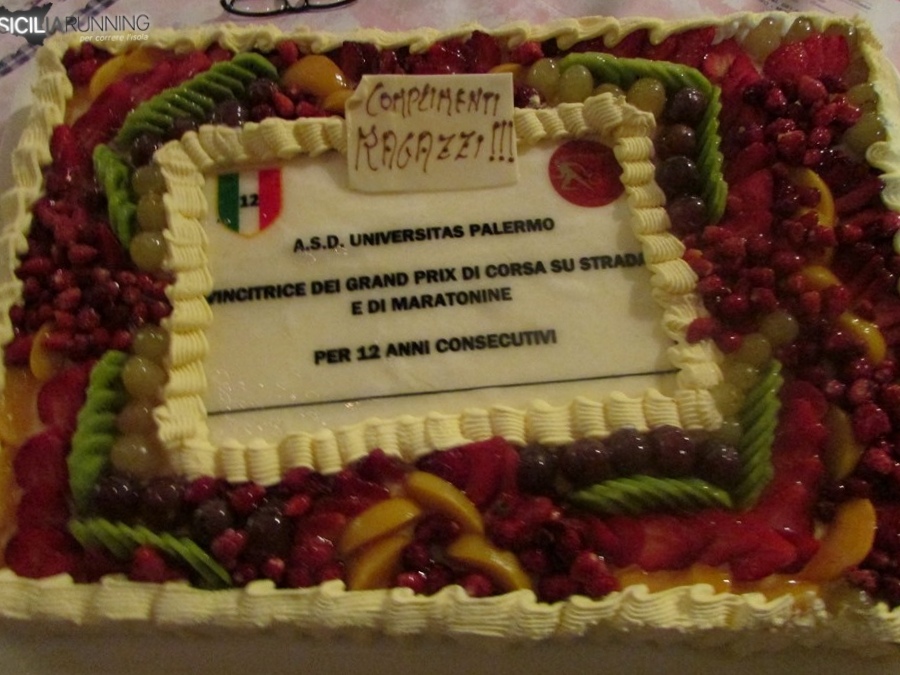 SICILIARUNNING
per correre l'isola
COMPLIMENTI
RAGAZZI!!!
12
A.S.D. UNIVERSITAS PALERMO
VINCITRICE DEI GRAND PRIX DI CORSA SU STRADA
E DI MARATONINE
PER 12 ANNI CONSECUTIVI